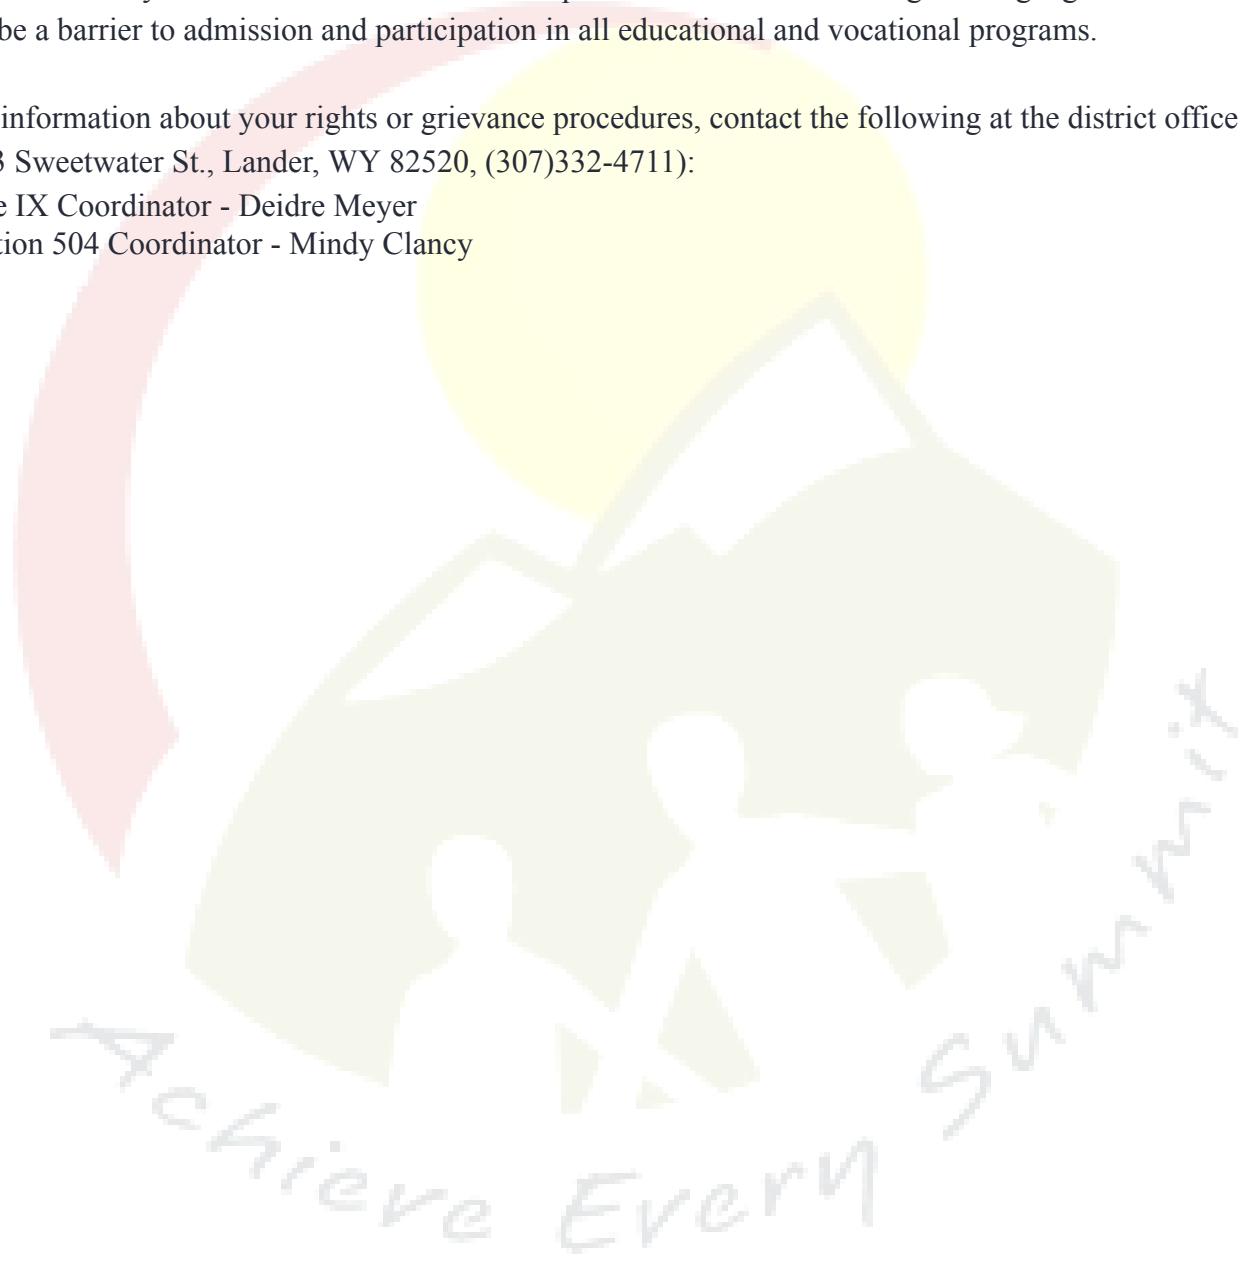 be a barrier to admission and participation in all educational and vocational programs.
information about your rights or grievance procedures, contact the following at the district office
3 Sweetwater St., Lander, WY 82520, (307)332-4711):
e IX Coordinator - Deidre Meyer
tion 504 Coordinator - Mindy Clancy
Achieve Every Summit